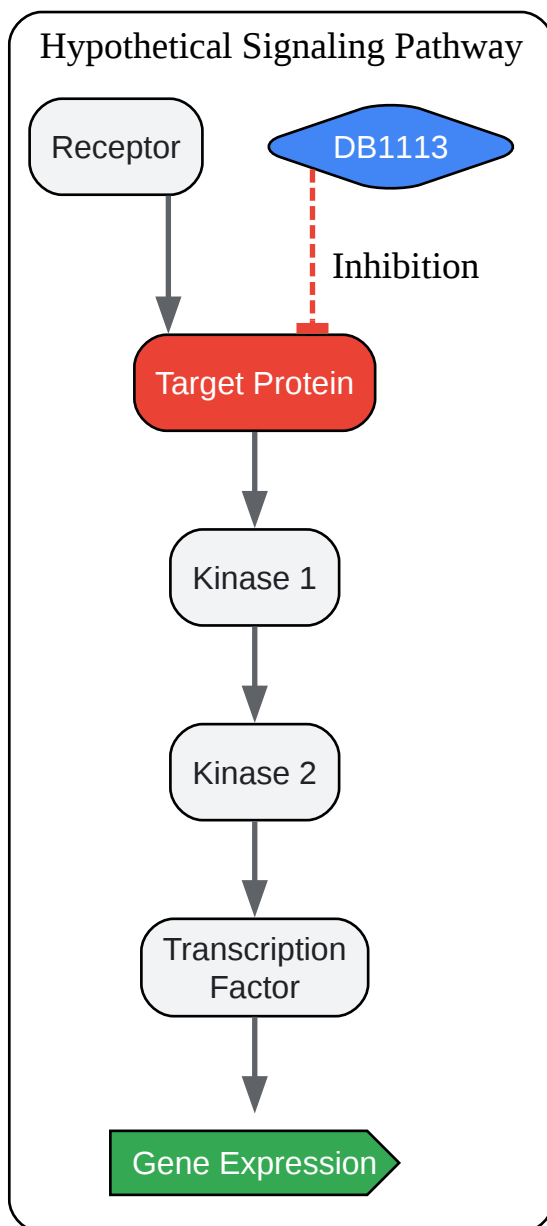 Hypothetical Signaling Pathway
Receptor
DB1113
Inhibition
Target Protein
Kinase 1
Kinase 2
Transcription
Factor
Gene Expression